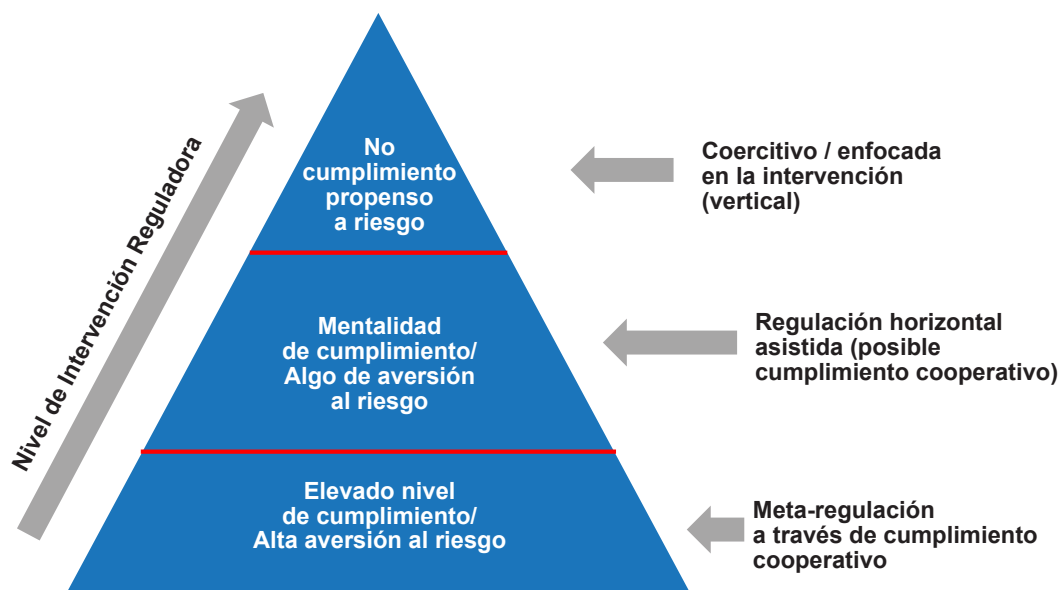 Nivel de Intervención Reguladora
No
cumplimiento
propenso
a riesgo
Coercitivo / enfocada
en la intervención
(vertical)
Mentalidad
de cumplimiento/
Algo de aversión
al riesgo
Regulación horizontal
asistida (posible
cumplimiento cooperativo)
Elevado nivel
de cumplimiento/
Alta aversión al riesgo
Meta-regulación
a través de cumplimiento
cooperativo